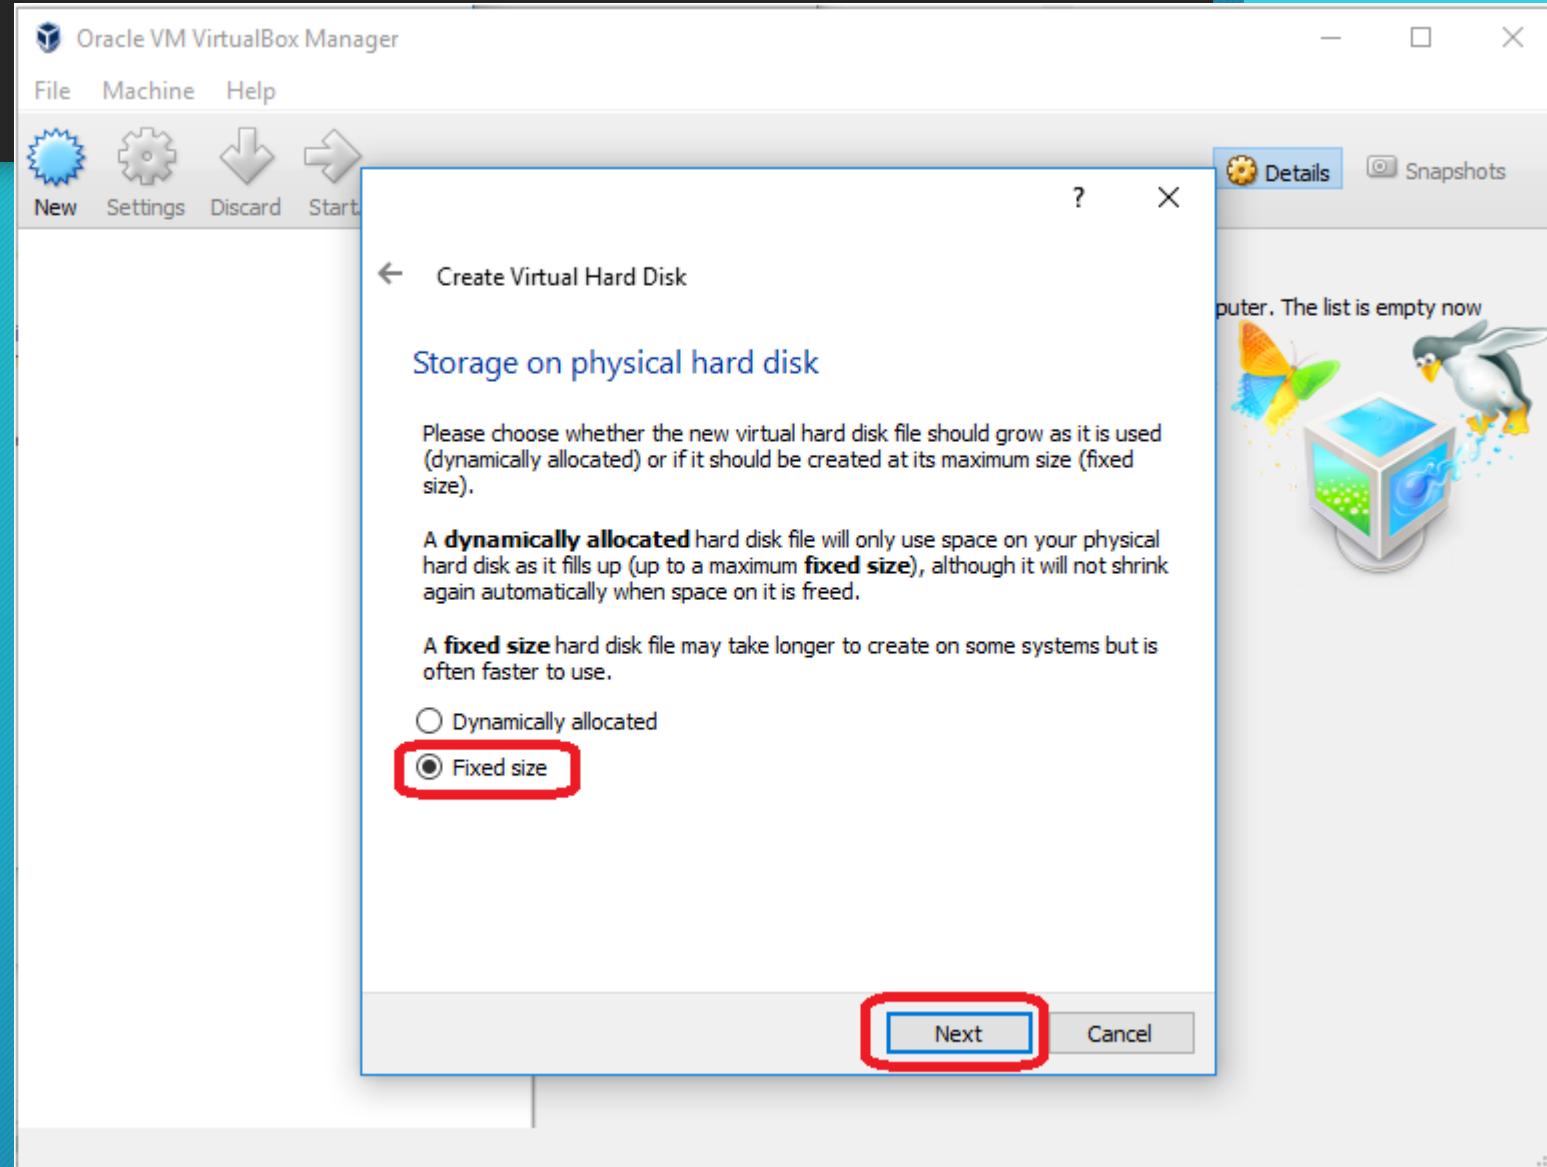 Oracle VM VirtualBox Manager
File Machine Help
New Settings Discard Start
Details Snapshots
?
Create Virtual Hard Disk
puter. The list is empty now
Storage on physical hard disk
Please choose whether the new virtual hard disk file should grow as it is used
(dynamically allocated) or if it should be created at its maximum size (fixed
size).
A dynamically allocated hard disk file will only use space on your physical
hard disk as it fills up (up to a maximum fixed size), although it will not shrink
again automatically when space on it is freed.
A fixed size hard disk file may take longer to create on some systems but is
often faster to use.
Dynamically allocated
Fixed size
Next Cancel